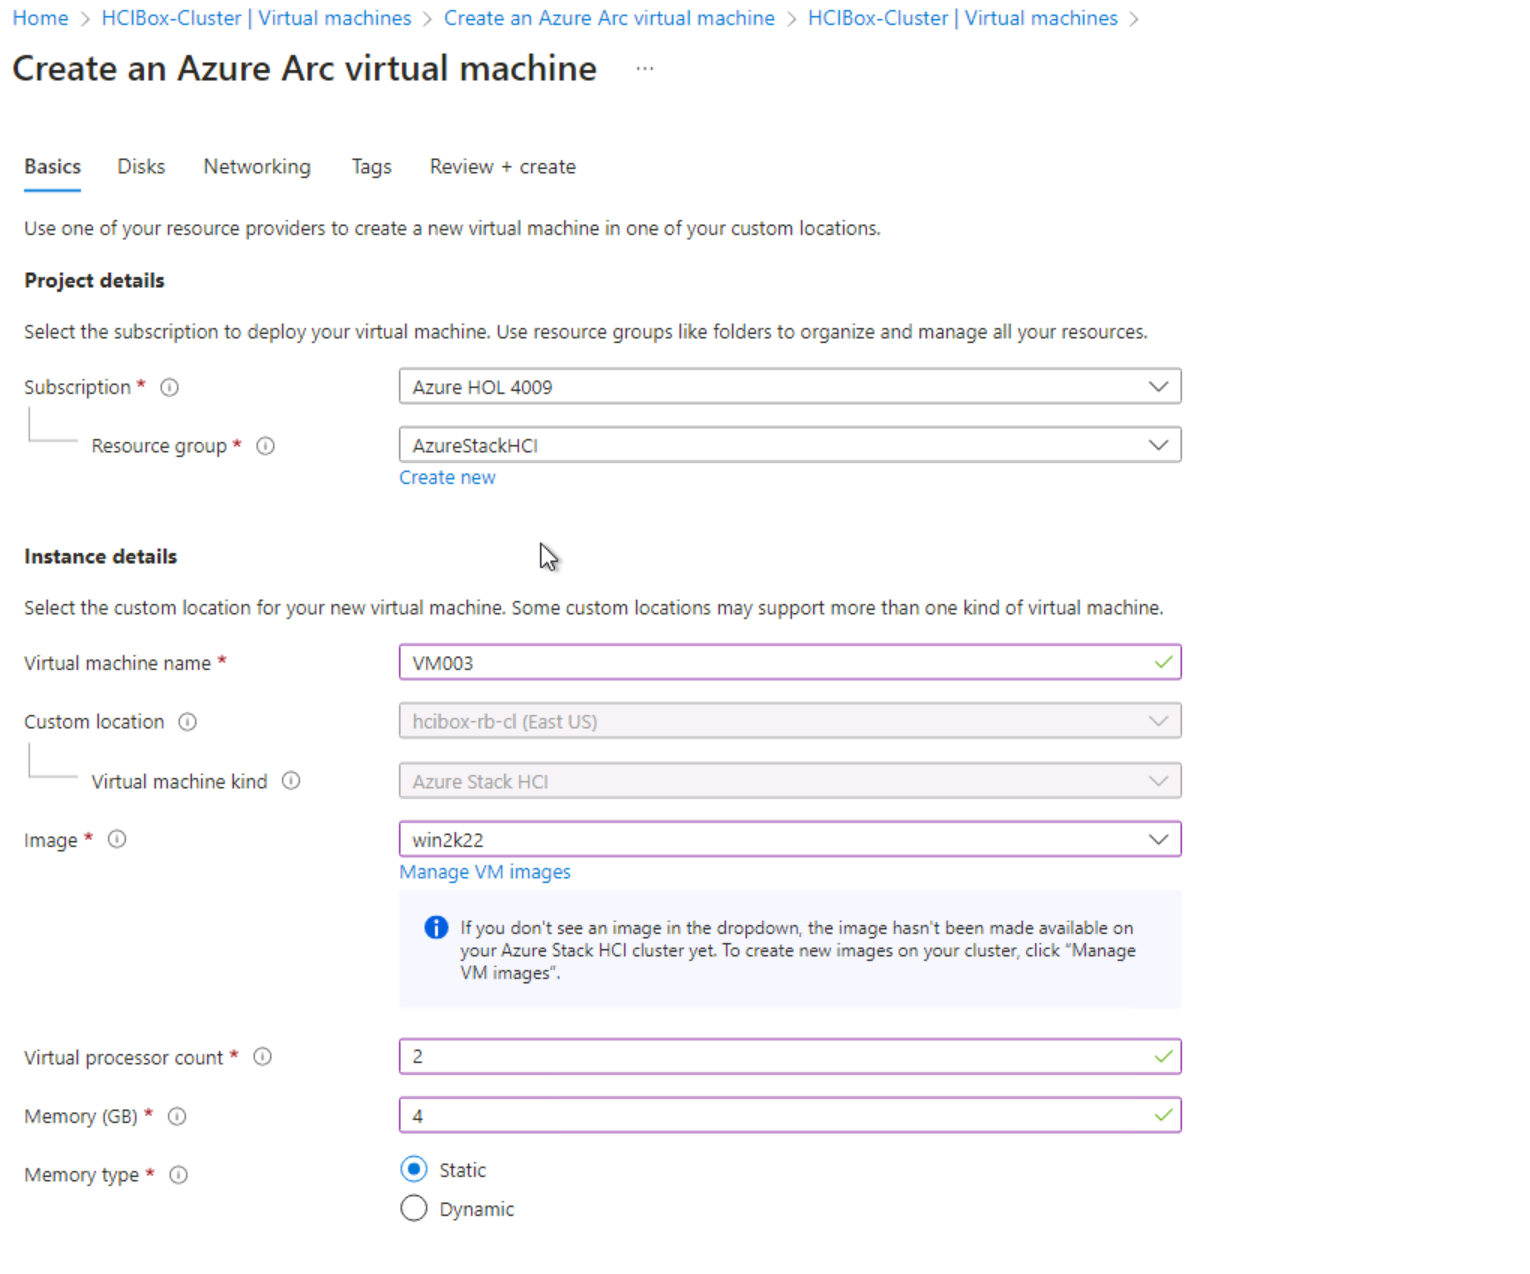 Home > HCIBox-Cluster | Virtual machines > Create an Azure Arc virtual machine > HCIBox-Cluster | Virtual machines >
Create an Azure Arc virtual machine ...
Basics Disks Networking Tags Review + create
Use one of your resource providers to create a new virtual machine in one of your custom locations.
Project details
Select the subscription to deploy your virtual machine. Use resource groups like folders to organize and manage all your resources.
Subscription * Azure HOL 4009
Resource group * AzureStackHCI
Create new
Instance details
Select the custom location for your new virtual machine. Some custom locations may support more than one kind of virtual machine.
Virtual machine name * VM003
Custom location hcibox-rb-cl (East US)
Virtual machine kind Azure Stack HCI
Image * win2k22
Manage VM images
If you don't see an image in the dropdown, the image hasn't been made available on
your Azure Stack HCI cluster yet. To create new images on your cluster, click "Manage
VM images".
Virtual processor count * 2
Memory (GB) * 4
Memory type * Static
Dynamic